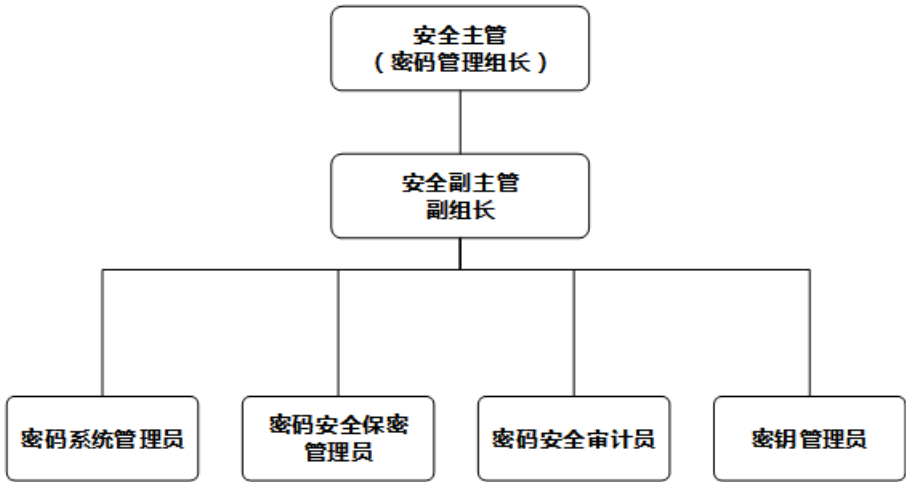 安全主管
（密码管理组长）
安全副主管
副组长
密码系统管理员
密码安全保密
管理员
密码安全审计员
密钥管理员